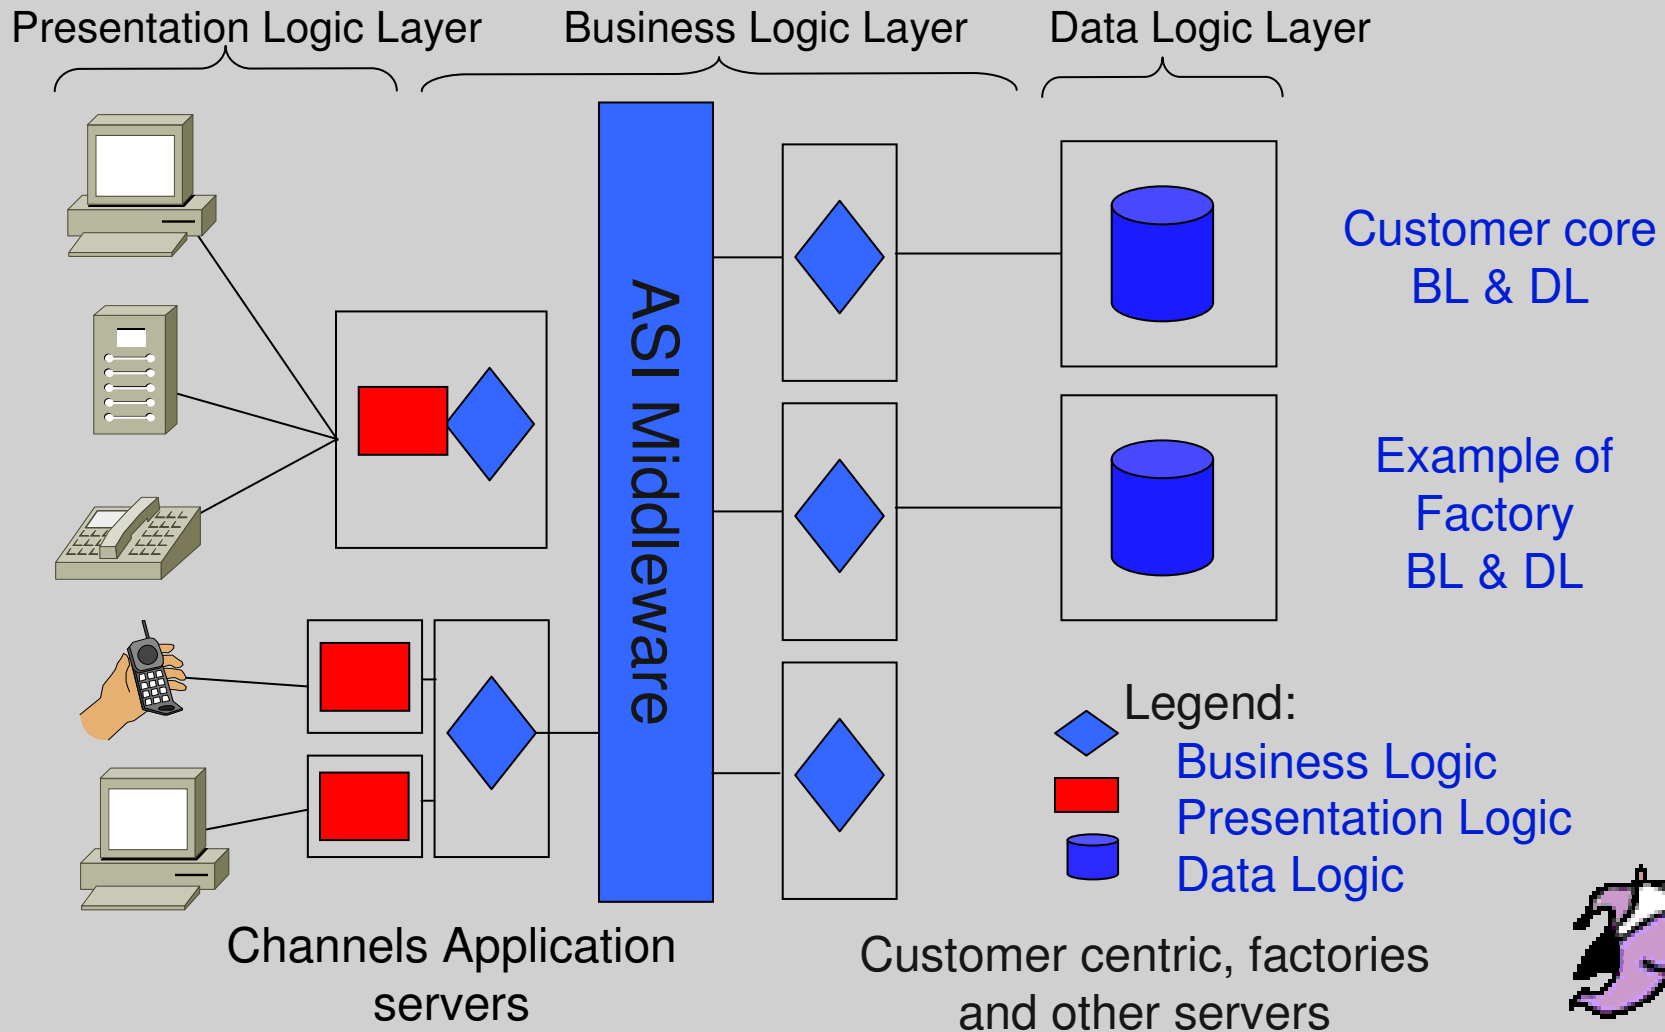 Presentation Logic Layer
Business Logic Layer
Data Logic Layer
ASI Middleware
Customer core
BL & DL
Example of
Factory
BL & DL
Legend:
Business Logic
Presentation Logic
Data Logic
Channels Application
servers
Customer centric, factories
and other servers